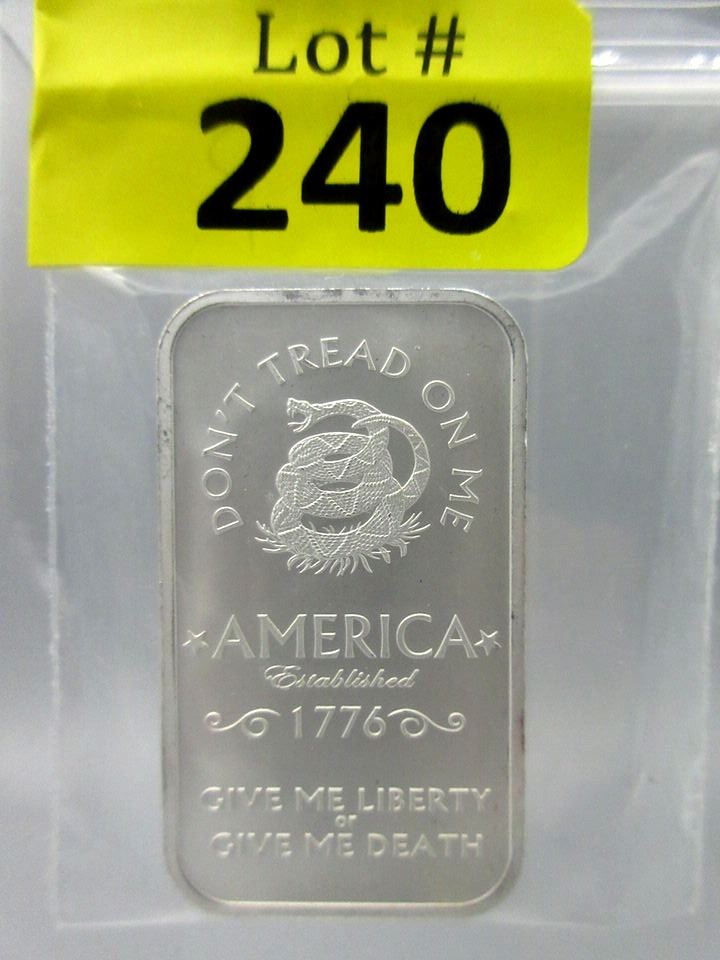 Lot #
240
DON'T TREAD ON ME
AMERICA
Established
1776
GIVE ME LIBERTY
or
GIVE ME DEATH